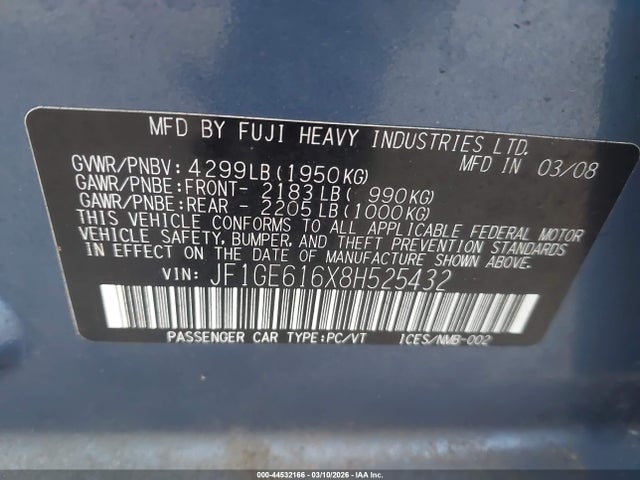 MFD BY FUJI HEAVY INDUSTRIES LTD.
GVWR/PNBV: 4299LB(1950KG) MFD IN 03/08
GAWR/PNBE:FRONT- 2183LB( 990KG)
GAWR/PNBE:REAR - 2205LB(1000KG)
THIS VEHICLE CONFORMS TO ALL APPLICABLE FEDERAL MOTOR
VEHICLE SAFETY, BUMPER, AND THEFT PREVENTION STANDARDS
IN EFFECT ON THE DATE OF MANUFACTURE SHOWN ABOVE.
VIN: JF1GE616X8H525432
PASSENGER CAR TYPE:PC/VT ICES/NMB-002
000-44532166 - 03/10/2026 - IAA Inc.